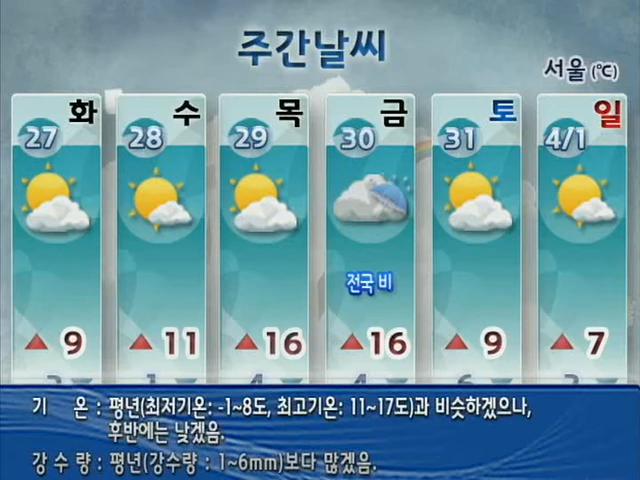 주간날씨
서울 (℃)
화 수 목 금 토 일
27 28 29 30 31 4/1
전국 비
▲ 9 ▲ 11 ▲ 16 ▲ 16 ▲ 9 ▲ 7
기 온 : 평년(최저기온: -1~8도, 최고기온: 11~17도)과 비슷하겠으나,
후반에는 낮겠음.
강 수 량 : 평년(강수량 : 1~6mm)보다 많겠음.